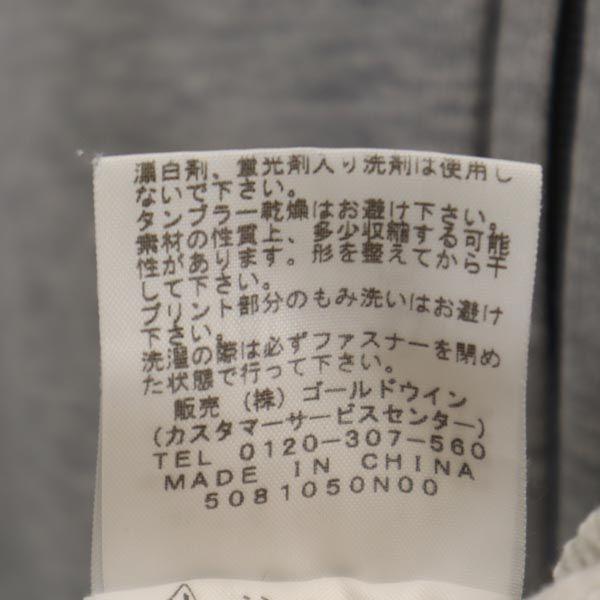 漂白剤、蛍光剤入り洗剤は使用し
ないで下さい。
タンブラー乾燥はお避け下さい。
素材の性質上、多少収縮する可能
性があります。形を整えてから干
して下さい。
プリント部分のもみ洗いはお避け
下さい。
洗濯の際は必ずファスナーを閉め
た状態で行って下さい。
販売 (株)ゴールドウイン
(カスタマーサービスセンター)
TEL 0120-307-560
MADE IN CHINA
5081050N00